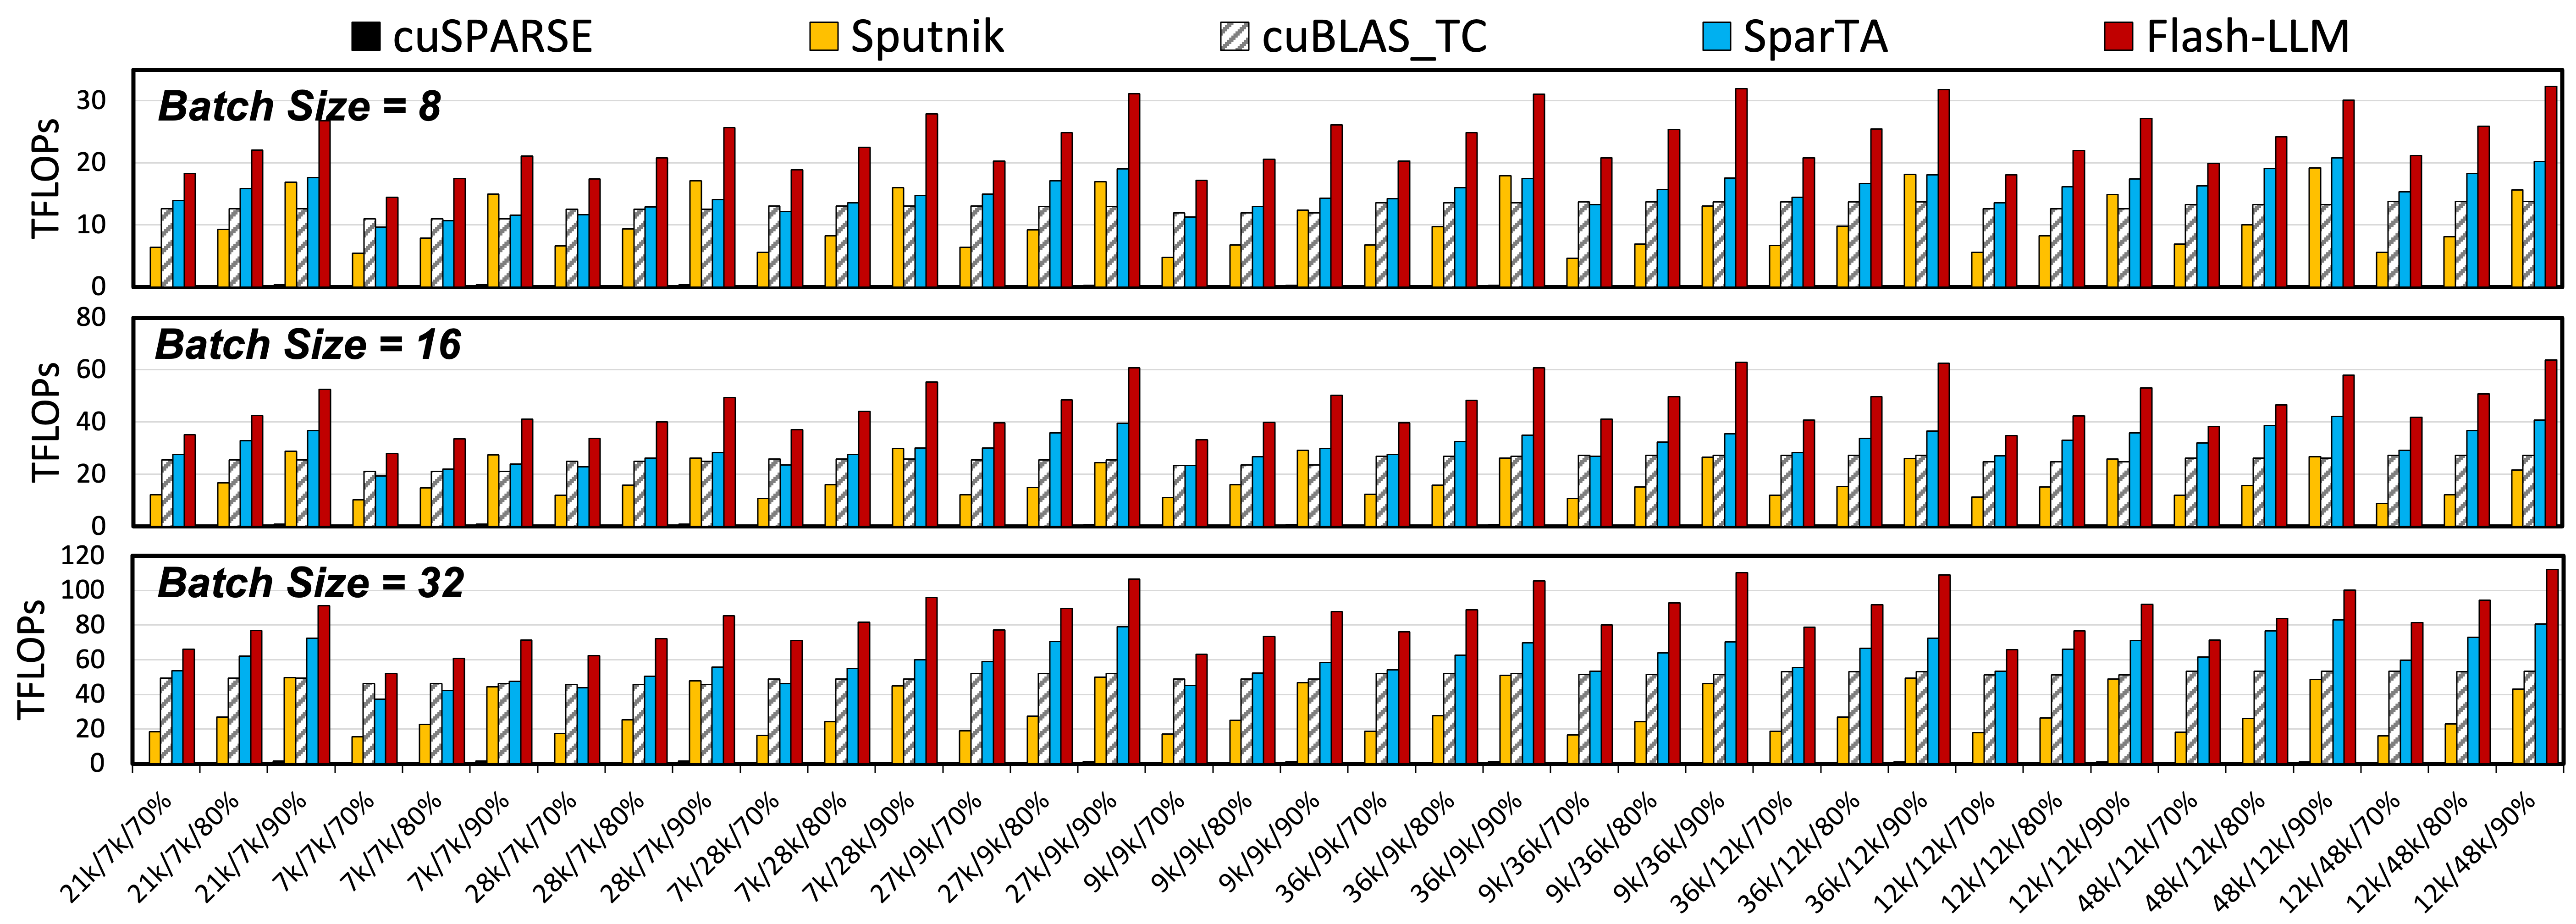 cuSPARSE Sputnik cuBLAS_TC SparTA Flash-LLM
Batch Size = 8
TFLOPs
30
20
10
0
Batch Size = 16
TFLOPs
80
60
40
20
0
Batch Size = 32
TFLOPs
120
100
80
60
40
20
0
21k/7k/70%
21k/7k/80%
21k/7k/90%
7k/7k/70%
7k/7k/80%
7k/7k/90%
28k/7k/70%
28k/7k/80%
28k/7k/90%
7k/28k/70%
7k/28k/80%
7k/28k/90%
27k/9k/70%
27k/9k/80%
27k/9k/90%
9k/9k/70%
9k/9k/80%
9k/9k/90%
36k/9k/70%
36k/9k/80%
36k/9k/90%
9k/36k/70%
9k/36k/80%
9k/36k/90%
36k/12k/70%
36k/12k/80%
36k/12k/90%
12k/12k/70%
12k/12k/80%
12k/12k/90%
48k/12k/70%
48k/12k/80%
48k/12k/90%
12k/48k/70%
12k/48k/80%
12k/48k/90%